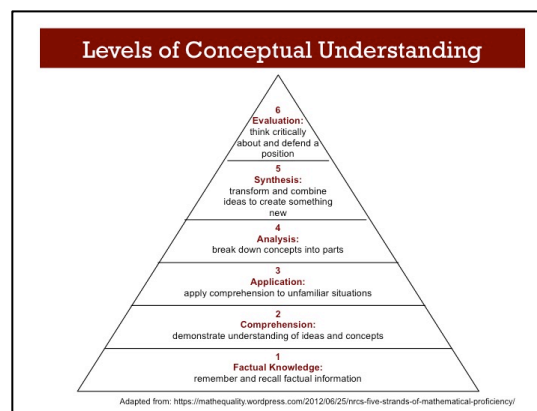 Levels of Conceptual Understanding
6
Evaluation:
think critically
about and defend a
position
5
Synthesis:
transform and combine
ideas to create something
new
4
Analysis:
break down concepts into parts
3
Application:
apply comprehension to unfamiliar situations
2
Comprehension:
demonstrate understanding of ideas and concepts
1
Factual Knowledge:
remember and recall factual information
Adapted from: https://mathequality.wordpress.com/2012/06/25/nrcs-five-strands-of-mathematical-proficiency/